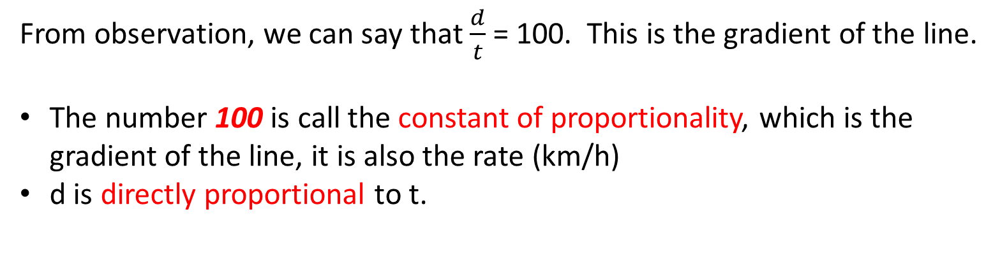 From observation, we can say that d/t = 100. This is the gradient of the line.
• The number 100 is call the constant of proportionality, which is the
gradient of the line, it is also the rate (km/h)
• d is directly proportional to t.